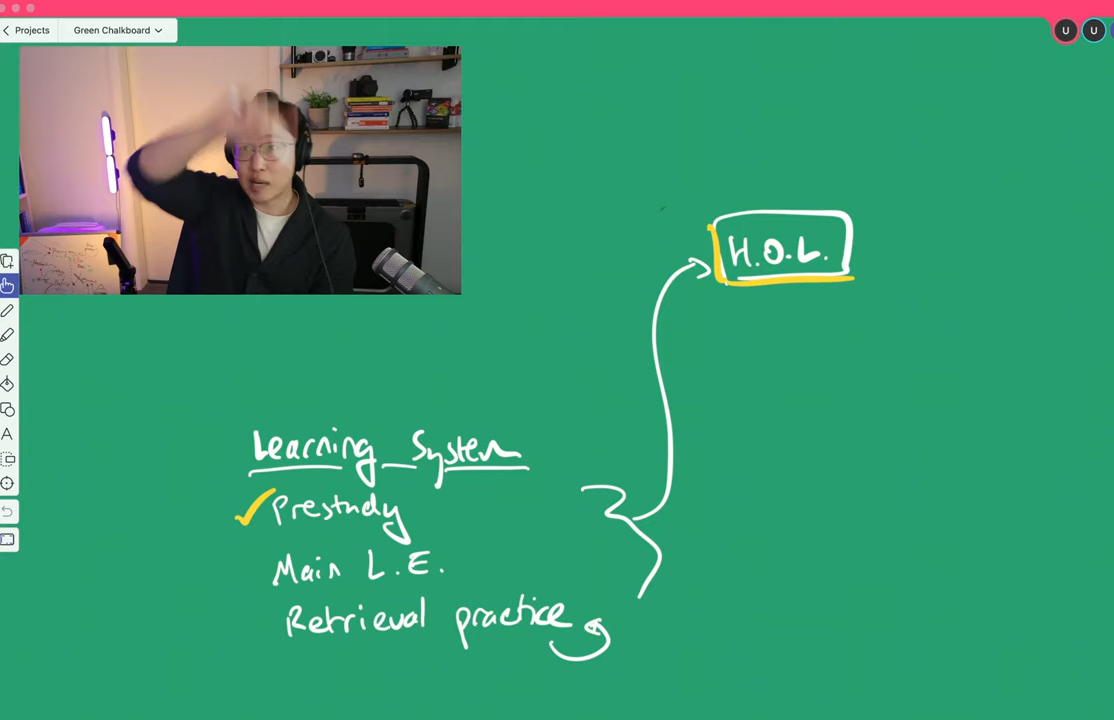 Projects
Green Chalkboard
U
U
H.O.L.
Learning System
Prestudy
Main L.E.
Retrieval practice
A